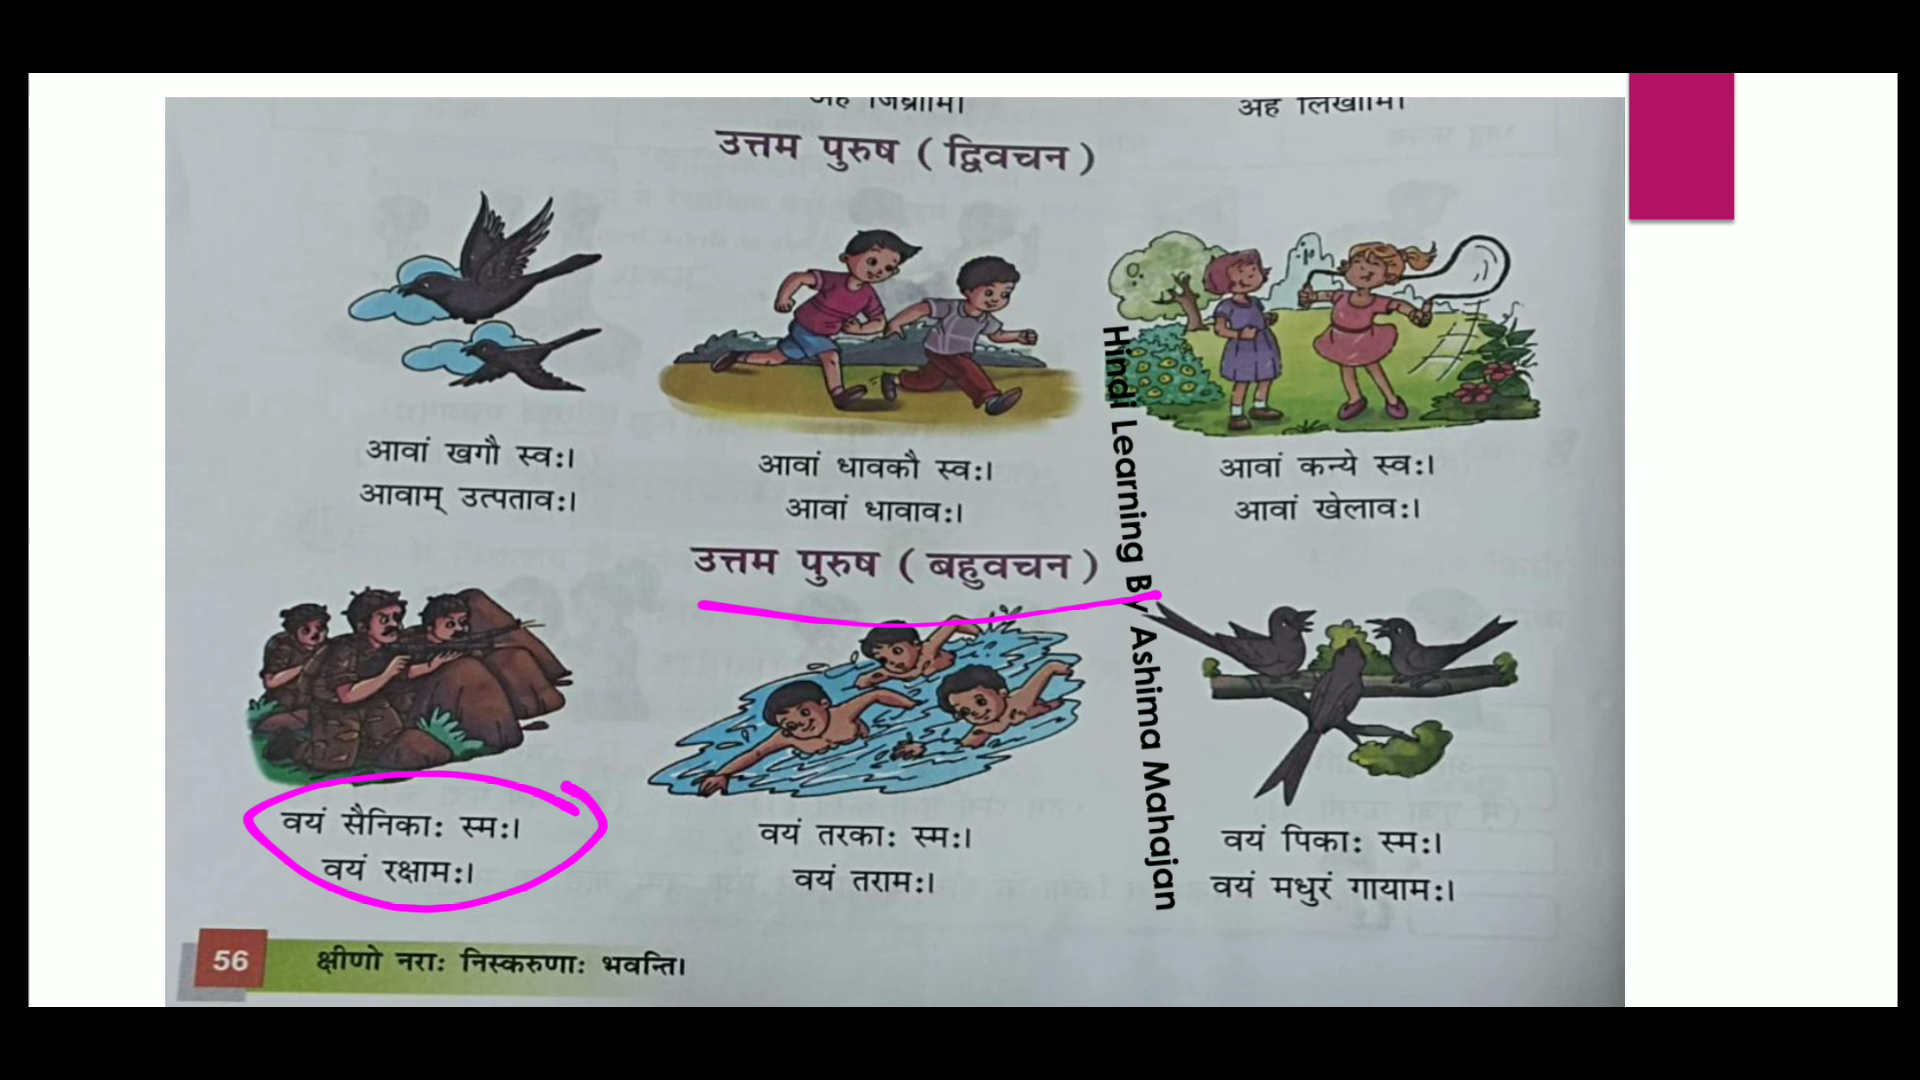 अहं जिघ्रामि।
अहं लिखामि।
उत्तम पुरुष ( द्विवचन )
आवां खगौ स्वः।
आवाम् उत्पतावः।
आवां धावकौ स्वः।
आवां धावावः।
आवां कन्ये स्वः।
आवां खेलावः।
उत्तम पुरुष ( बहुवचन )
वयं सैनिकाः स्मः।
वयं रक्षामः।
वयं तरकाः स्मः।
वयं तरामः।
वयं पिकाः स्मः।
वयं मधुरं गायामः।
Hindi Learning By Ashima Mahajan
56
क्षीणो नराः निस्करुणाः भवन्ति।